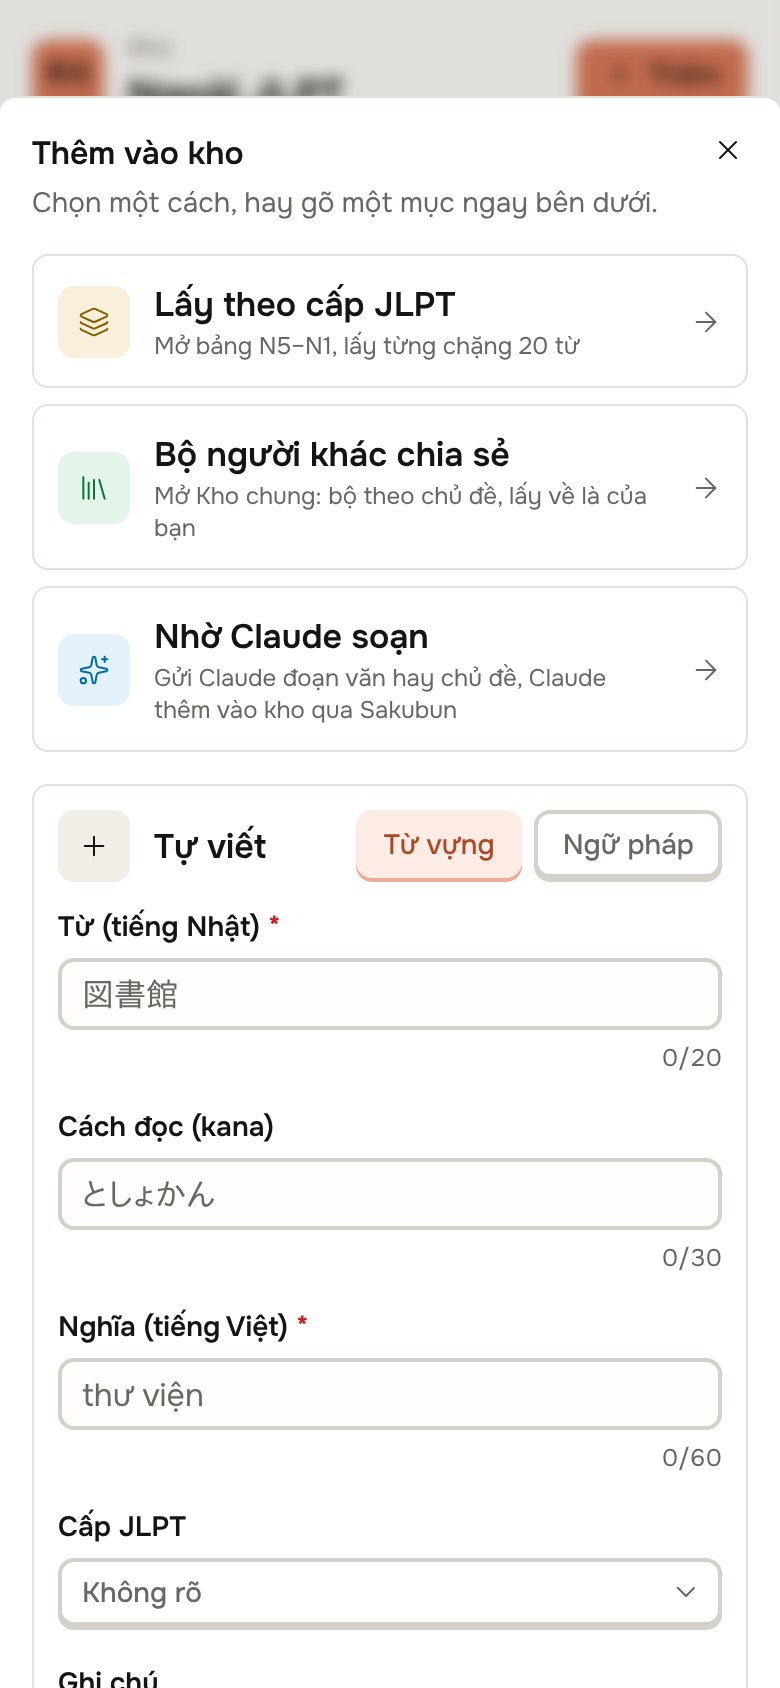 Thêm vào kho
Chọn một cách, hay gõ một mục ngay bên dưới.
Lấy theo cấp JLPT
Mở bảng N5–N1, lấy từng chặng 20 từ
Bộ người khác chia sẻ
Mở Kho chung: bộ theo chủ đề, lấy về là của
bạn
Nhờ Claude soạn
Gửi Claude đoạn văn hay chủ đề, Claude
thêm vào kho qua Sakubun
Tự viết
Từ vựng
Ngữ pháp
Từ (tiếng Nhật) *
図書館
0/20
Cách đọc (kana)
としょかん
0/30
Nghĩa (tiếng Việt) *
thư viện
0/60
Cấp JLPT
Không rõ
Ghi chú